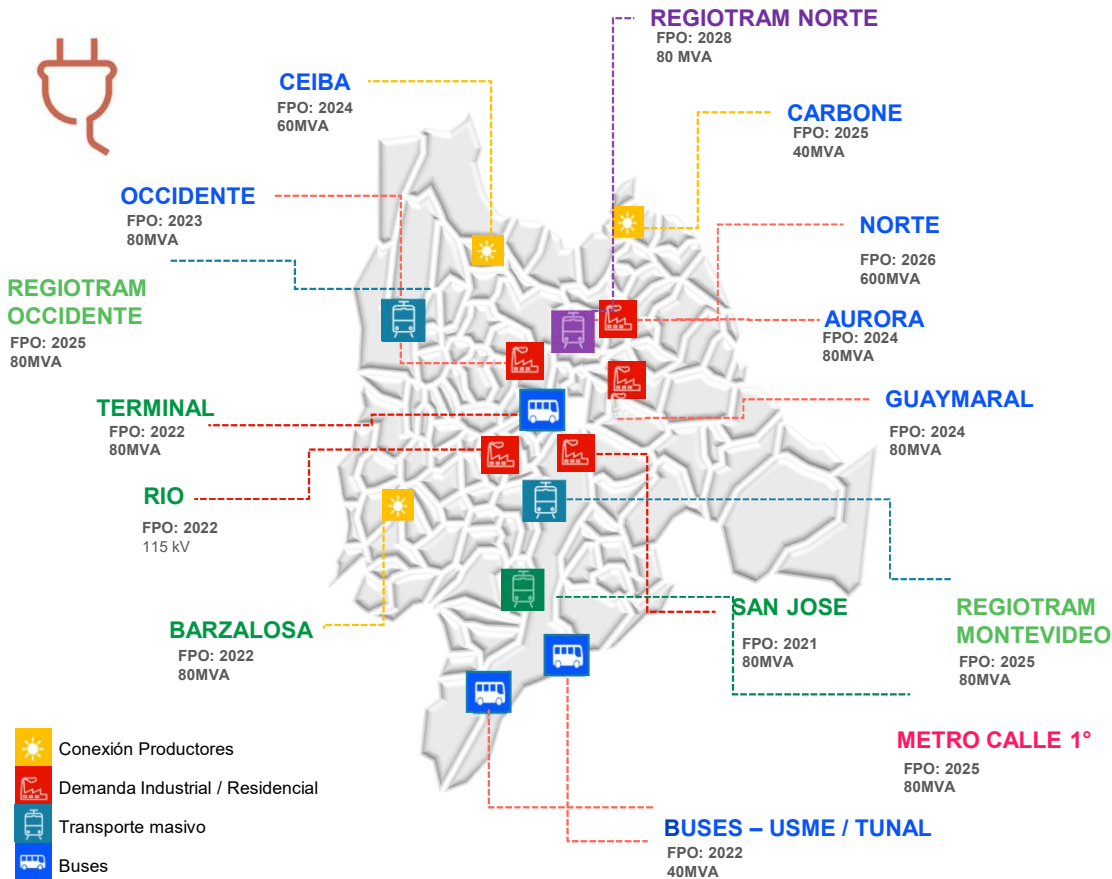 REGIOTRAM NORTE
FPO: 2028
80 MVA
CEIBA
FPO: 2024
60MVA
CARBONE
FPO: 2025
40MVA
OCCIDENTE
FPO: 2023
80MVA
NORTE
FPO: 2026
600MVA
REGIOTRAM
OCCIDENTE
FPO: 2025
80MVA
AURORA
FPO: 2024
80MVA
TERMINAL
FPO: 2022
80MVA
GUAYMARAL
FPO: 2024
80MVA
RIO
FPO: 2022
115 kV
BARZALOSA
FPO: 2022
80MVA
SAN JOSE
FPO: 2021
80MVA
REGIOTRAM
MONTEVIDEO
FPO: 2025
80MVA
METRO CALLE 1°
FPO: 2025
80MVA
BUSES – USME / TUNAL
FPO: 2022
40MVA
Conexión Productores
Demanda Industrial / Residencial
Transporte masivo
Buses